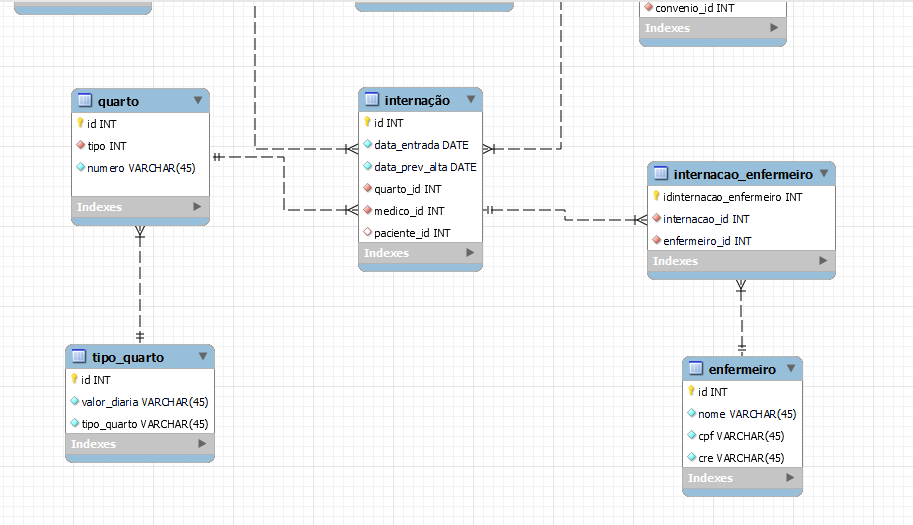 convenio_id INT
Indexes
quarto
id INT
tipo INT
numero VARCHAR(45)
Indexes
internação
id INT
data_entrada DATE
data_prev_alta DATE
quarto_id INT
medico_id INT
paciente_id INT
Indexes
internacao_enfermeiro
idinternacao_enfermeiro INT
internacao_id INT
enfermeiro_id INT
Indexes
tipo_quarto
id INT
valor_diaria VARCHAR(45)
tipo_quarto VARCHAR(45)
Indexes
enfermeiro
id INT
nome VARCHAR(45)
cpf VARCHAR(45)
cre VARCHAR(45)
Indexes